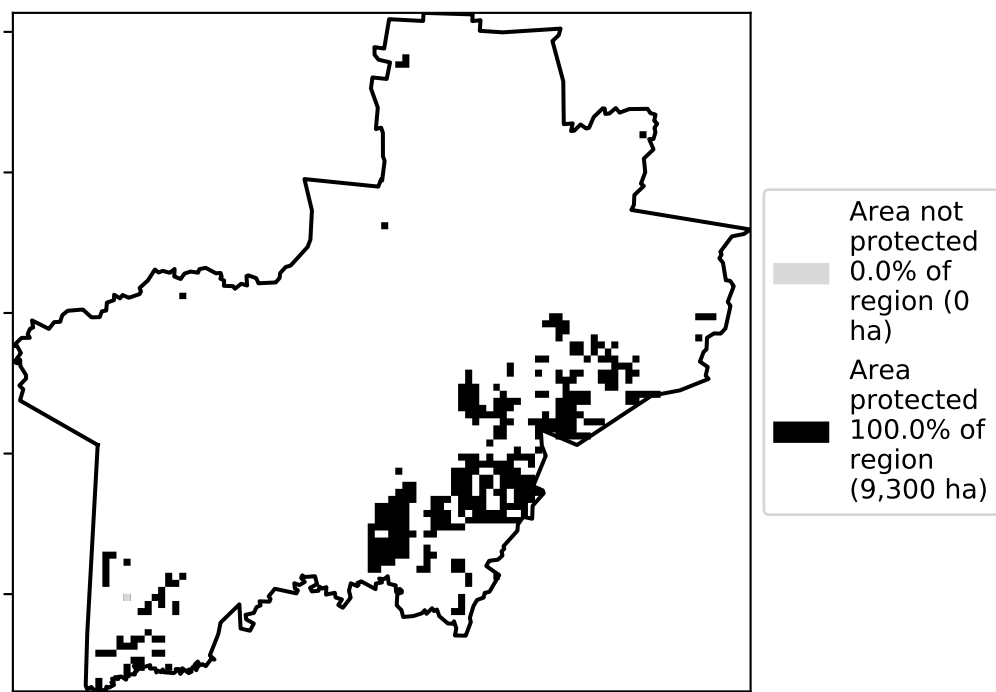 Area not
protected
0.0% of
region (0
ha)
Area
protected
100.0% of
region
(9,300 ha)